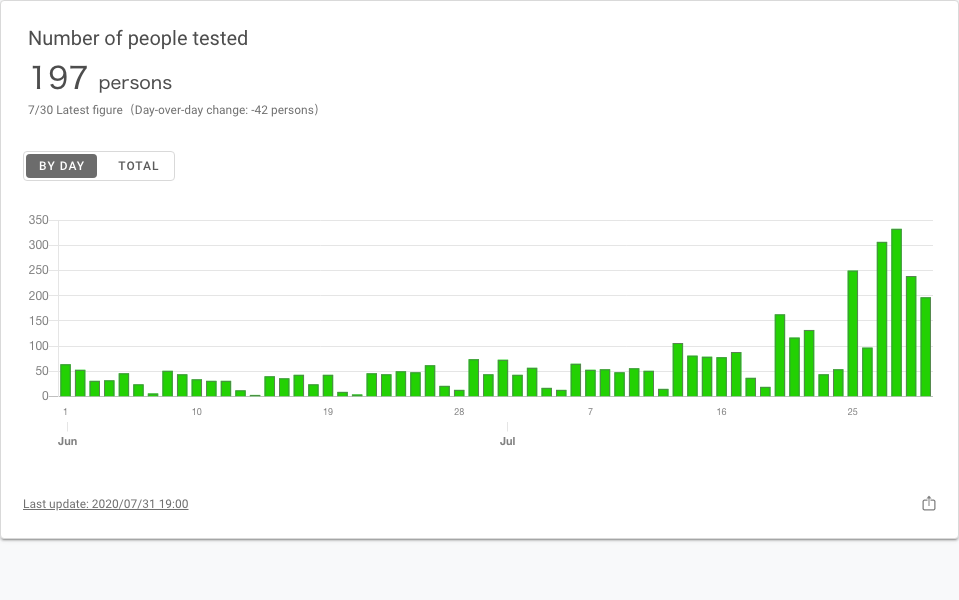 Number of people tested
197 persons
7/30 Latest figure（Day-over-day change: -42 persons）
BY DAY TOTAL
350
300
250
200
150
100
50
0
1 10 19 28 7 16 25
Jun Jul
Last update: 2020/07/31 19:00